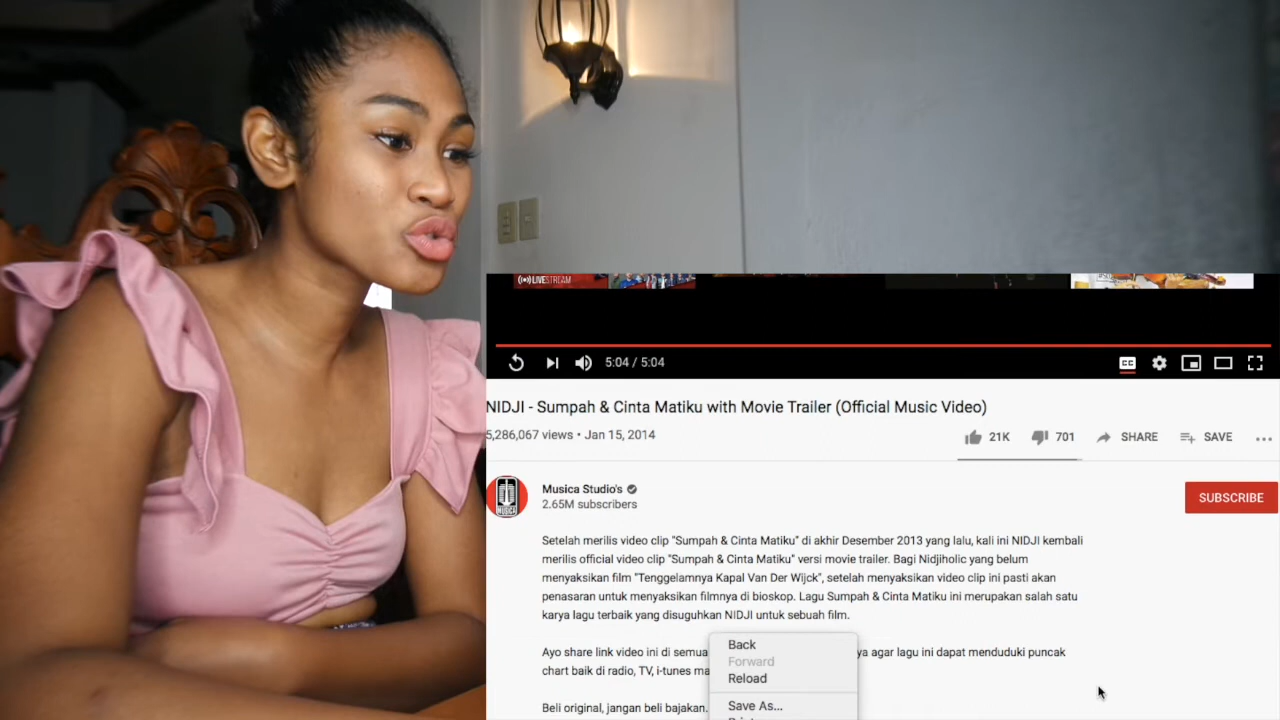 (•) LIVESTREAM
5:04 / 5:04
CC
NIDJI - Sumpah & Cinta Matiku with Movie Trailer (Official Music Video)
5,286,067 views • Jan 15, 2014
21K
701
SHARE
SAVE
Musica Studio's
2.65M subscribers
SUBSCRIBE
MUSICA
Setelah merilis video clip "Sumpah & Cinta Matiku" di akhir Desember 2013 yang lalu, kali ini NIDJI kembali
merilis official video clip "Sumpah & Cinta Matiku" versi movie trailer. Bagi Nidjiholic yang belum
menyaksikan film "Tenggelamnya Kapal Van Der Wijck", setelah menyaksikan video clip ini pasti akan
penasaran untuk menyaksikan filmnya di bioskop. Lagu Sumpah & Cinta Matiku ini merupakan salah satu
karya lagu terbaik yang disuguhkan NIDJI untuk sebuah film.
Ayo share link video ini di semua ya agar lagu ini dapat menduduki puncak
chart baik di radio, TV, i-tunes ma
Beli original, jangan beli bajakan.
Back
Forward
Reload
Save As...